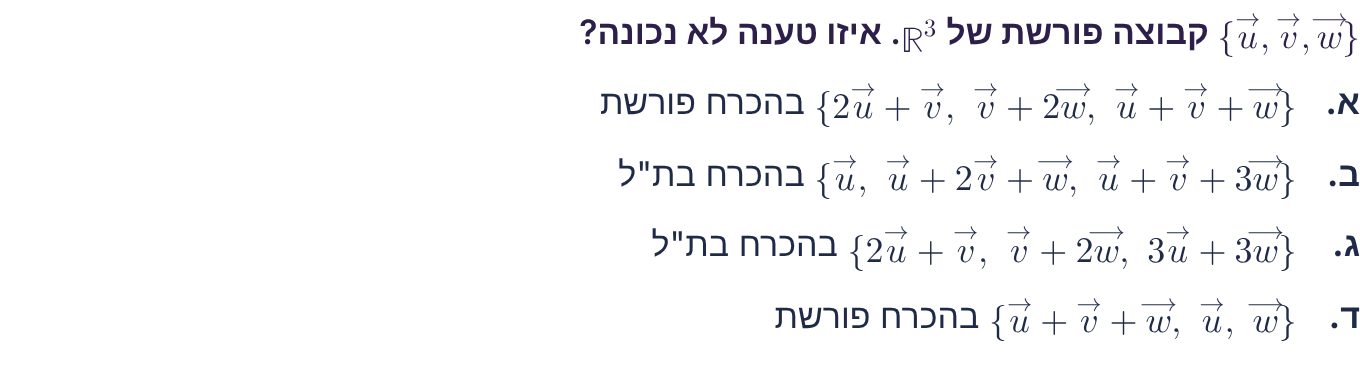 {u⃗, v⃗, w⃗} קבוצה פורשת של ℝ³. איזו טענה לא נכונה?
א. {2u⃗ + v⃗, v⃗ + 2w⃗, u⃗ + v⃗ + w⃗} בהכרח פורשת
ב. {u⃗, u⃗ + 2v⃗ + w⃗, u⃗ + v⃗ + 3w⃗} בהכרח בת"ל
ג. {2u⃗ + v⃗, v⃗ + 2w⃗, 3u⃗ + 3w⃗} בהכרח בת"ל
ד. {u⃗ + v⃗ + w⃗, u⃗, w⃗} בהכרח פורשת